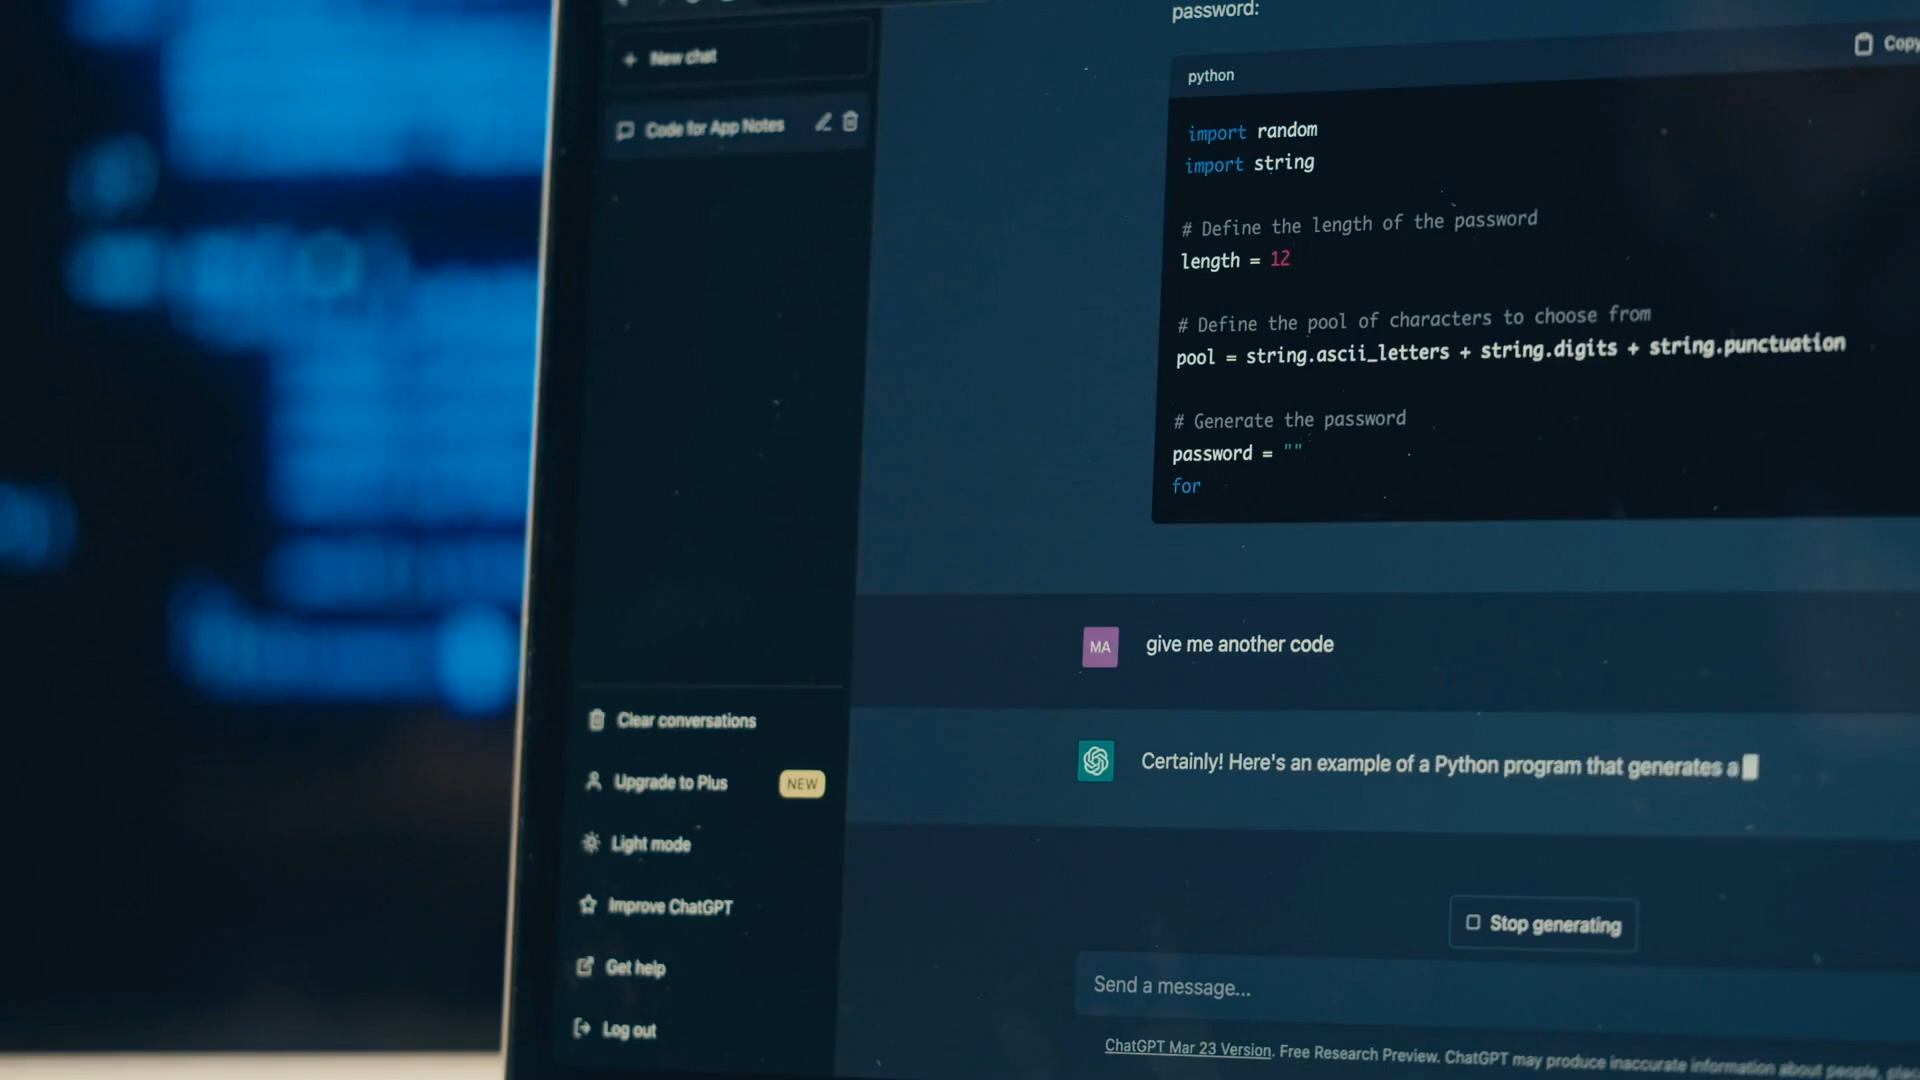 New chat
Code for App Notes
Clear conversations
Upgrade to Plus
NEW
Light mode
Improve ChatGPT
Get help
Log out
password:
python
Copy
import random
import string
# Define the length of the password
length = 12
# Define the pool of characters to choose from
pool = string.ascii_letters + string.digits + string.punctuation
# Generate the password
password = ""
for
MA
give me another code
Certainly! Here's an example of a Python program that generates a
Stop generating
Send a message...
ChatGPT Mar 23 Version. Free Research Preview. ChatGPT may produce inaccurate information about people,